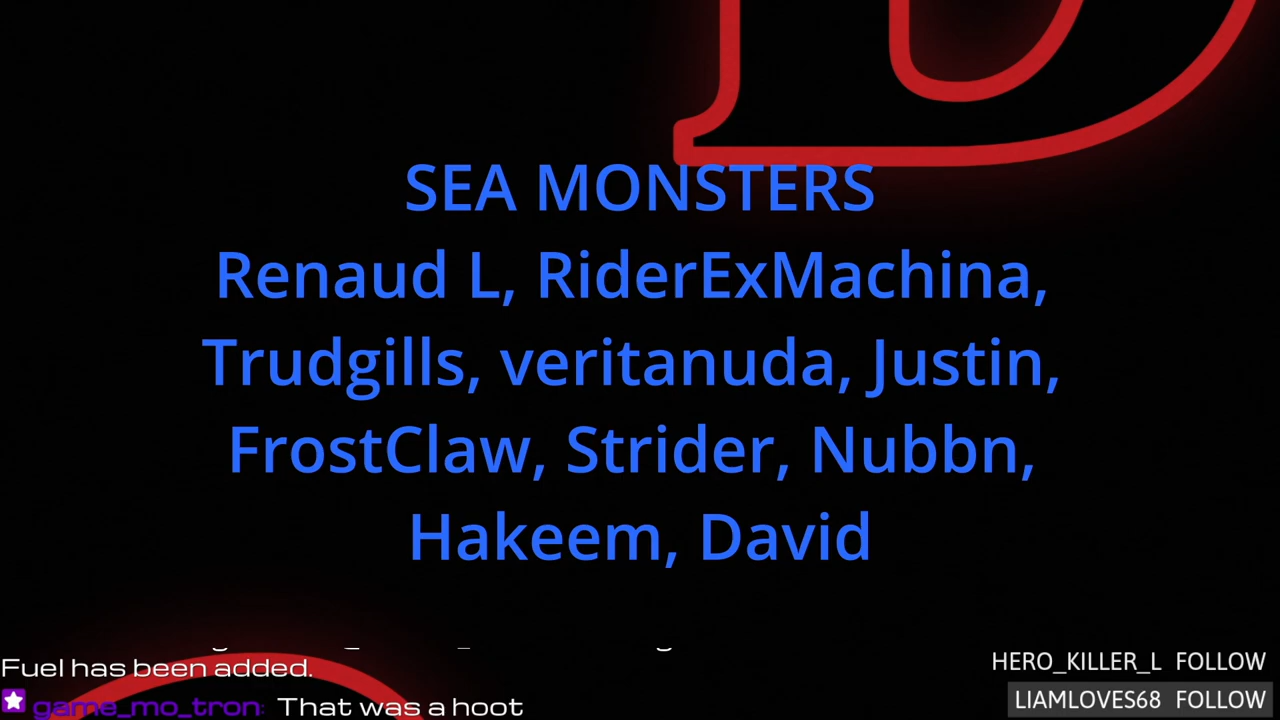 SEA MONSTERS
Renaud L, RiderExMachina,
Trudgills, veritanuda, Justin,
FrostClaw, Strider, Nubbn,
Hakeem, David
Fuel has been added.
game_mo_tron: That was a hoot
HERO_KILLER_L FOLLOW
LIAMLOVES68 FOLLOW